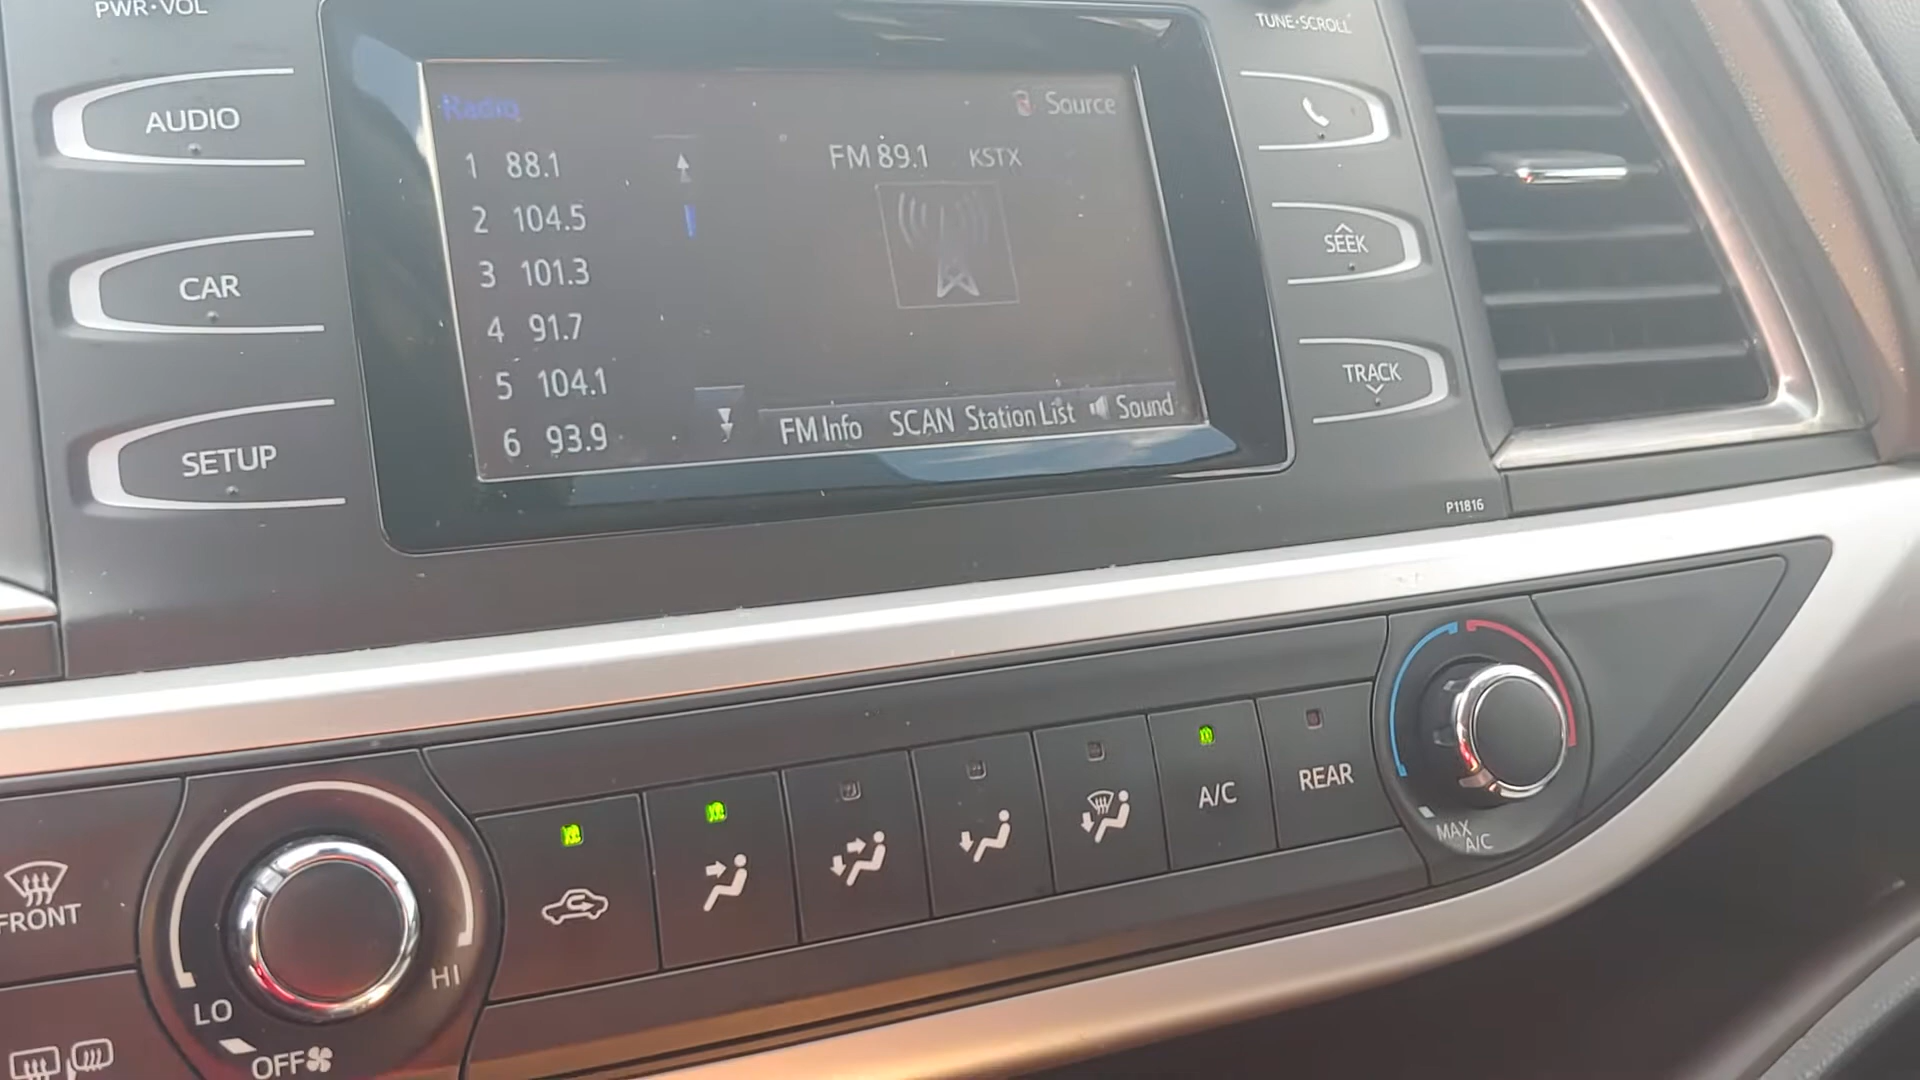 PWR·VOL
TUNE·SCROLL
AUDIO
CAR
SETUP
Radio
Source
1 88.1
2 104.5
3 101.3
4 91.7
5 104.1
6 93.9
FM 89.1 KSTX
FM Info SCAN Station List Sound
SEEK
TRACK
P11816
FRONT
LO
HI
OFF
A/C
REAR
MAX
A/C